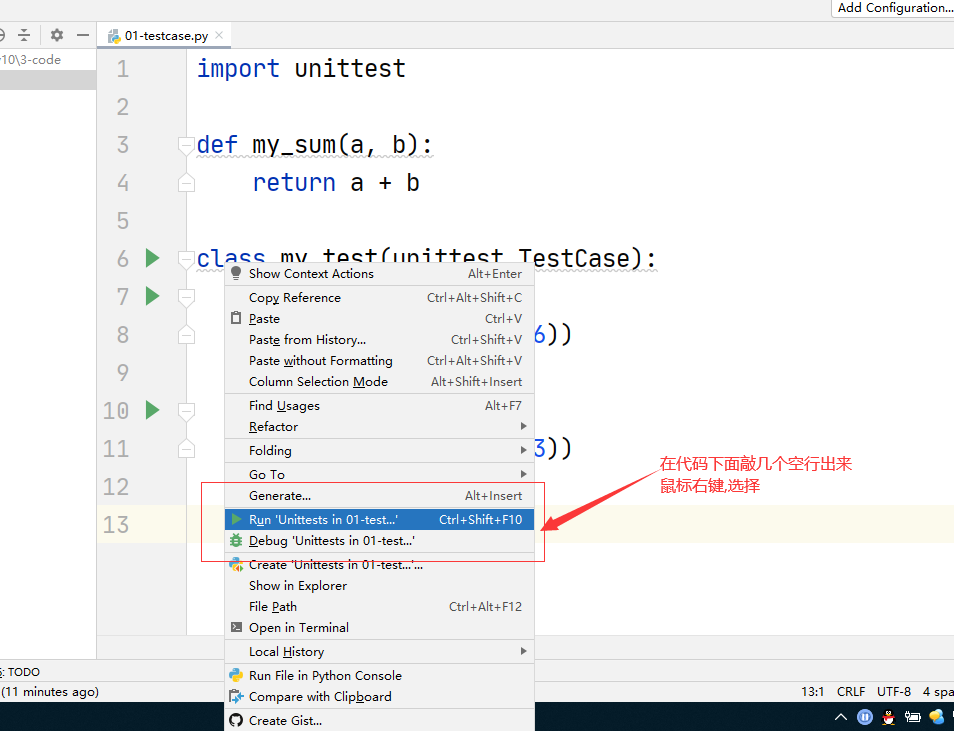 Add Configuration...
01-testcase.py
10\3-code
1 import unittest
2
3 def my_sum(a, b):
4 return a + b
5
6 class my_test(unittest.TestCase):
7
8 6))
9
10
11 3))
12
13
Show Context Actions Alt+Enter
Copy Reference Ctrl+Alt+Shift+C
Paste Ctrl+V
Paste from History... Ctrl+Shift+V
Paste without Formatting Ctrl+Alt+Shift+V
Column Selection Mode Alt+Shift+Insert
Find Usages Alt+F7
Refactor
Folding
Go To
Generate... Alt+Insert
Run 'Unittests in 01-test...' Ctrl+Shift+F10
Debug 'Unittests in 01-test...'
Create 'Unittests in 01-test...'...
Show in Explorer
File Path Ctrl+Alt+F12
Open in Terminal
Local History
Run File in Python Console
Compare with Clipboard
Create Gist...
在代码下面敲几个空行出来
鼠标右键,选择
: TODO
(11 minutes ago)
13:1 CRLF UTF-8 4 spa